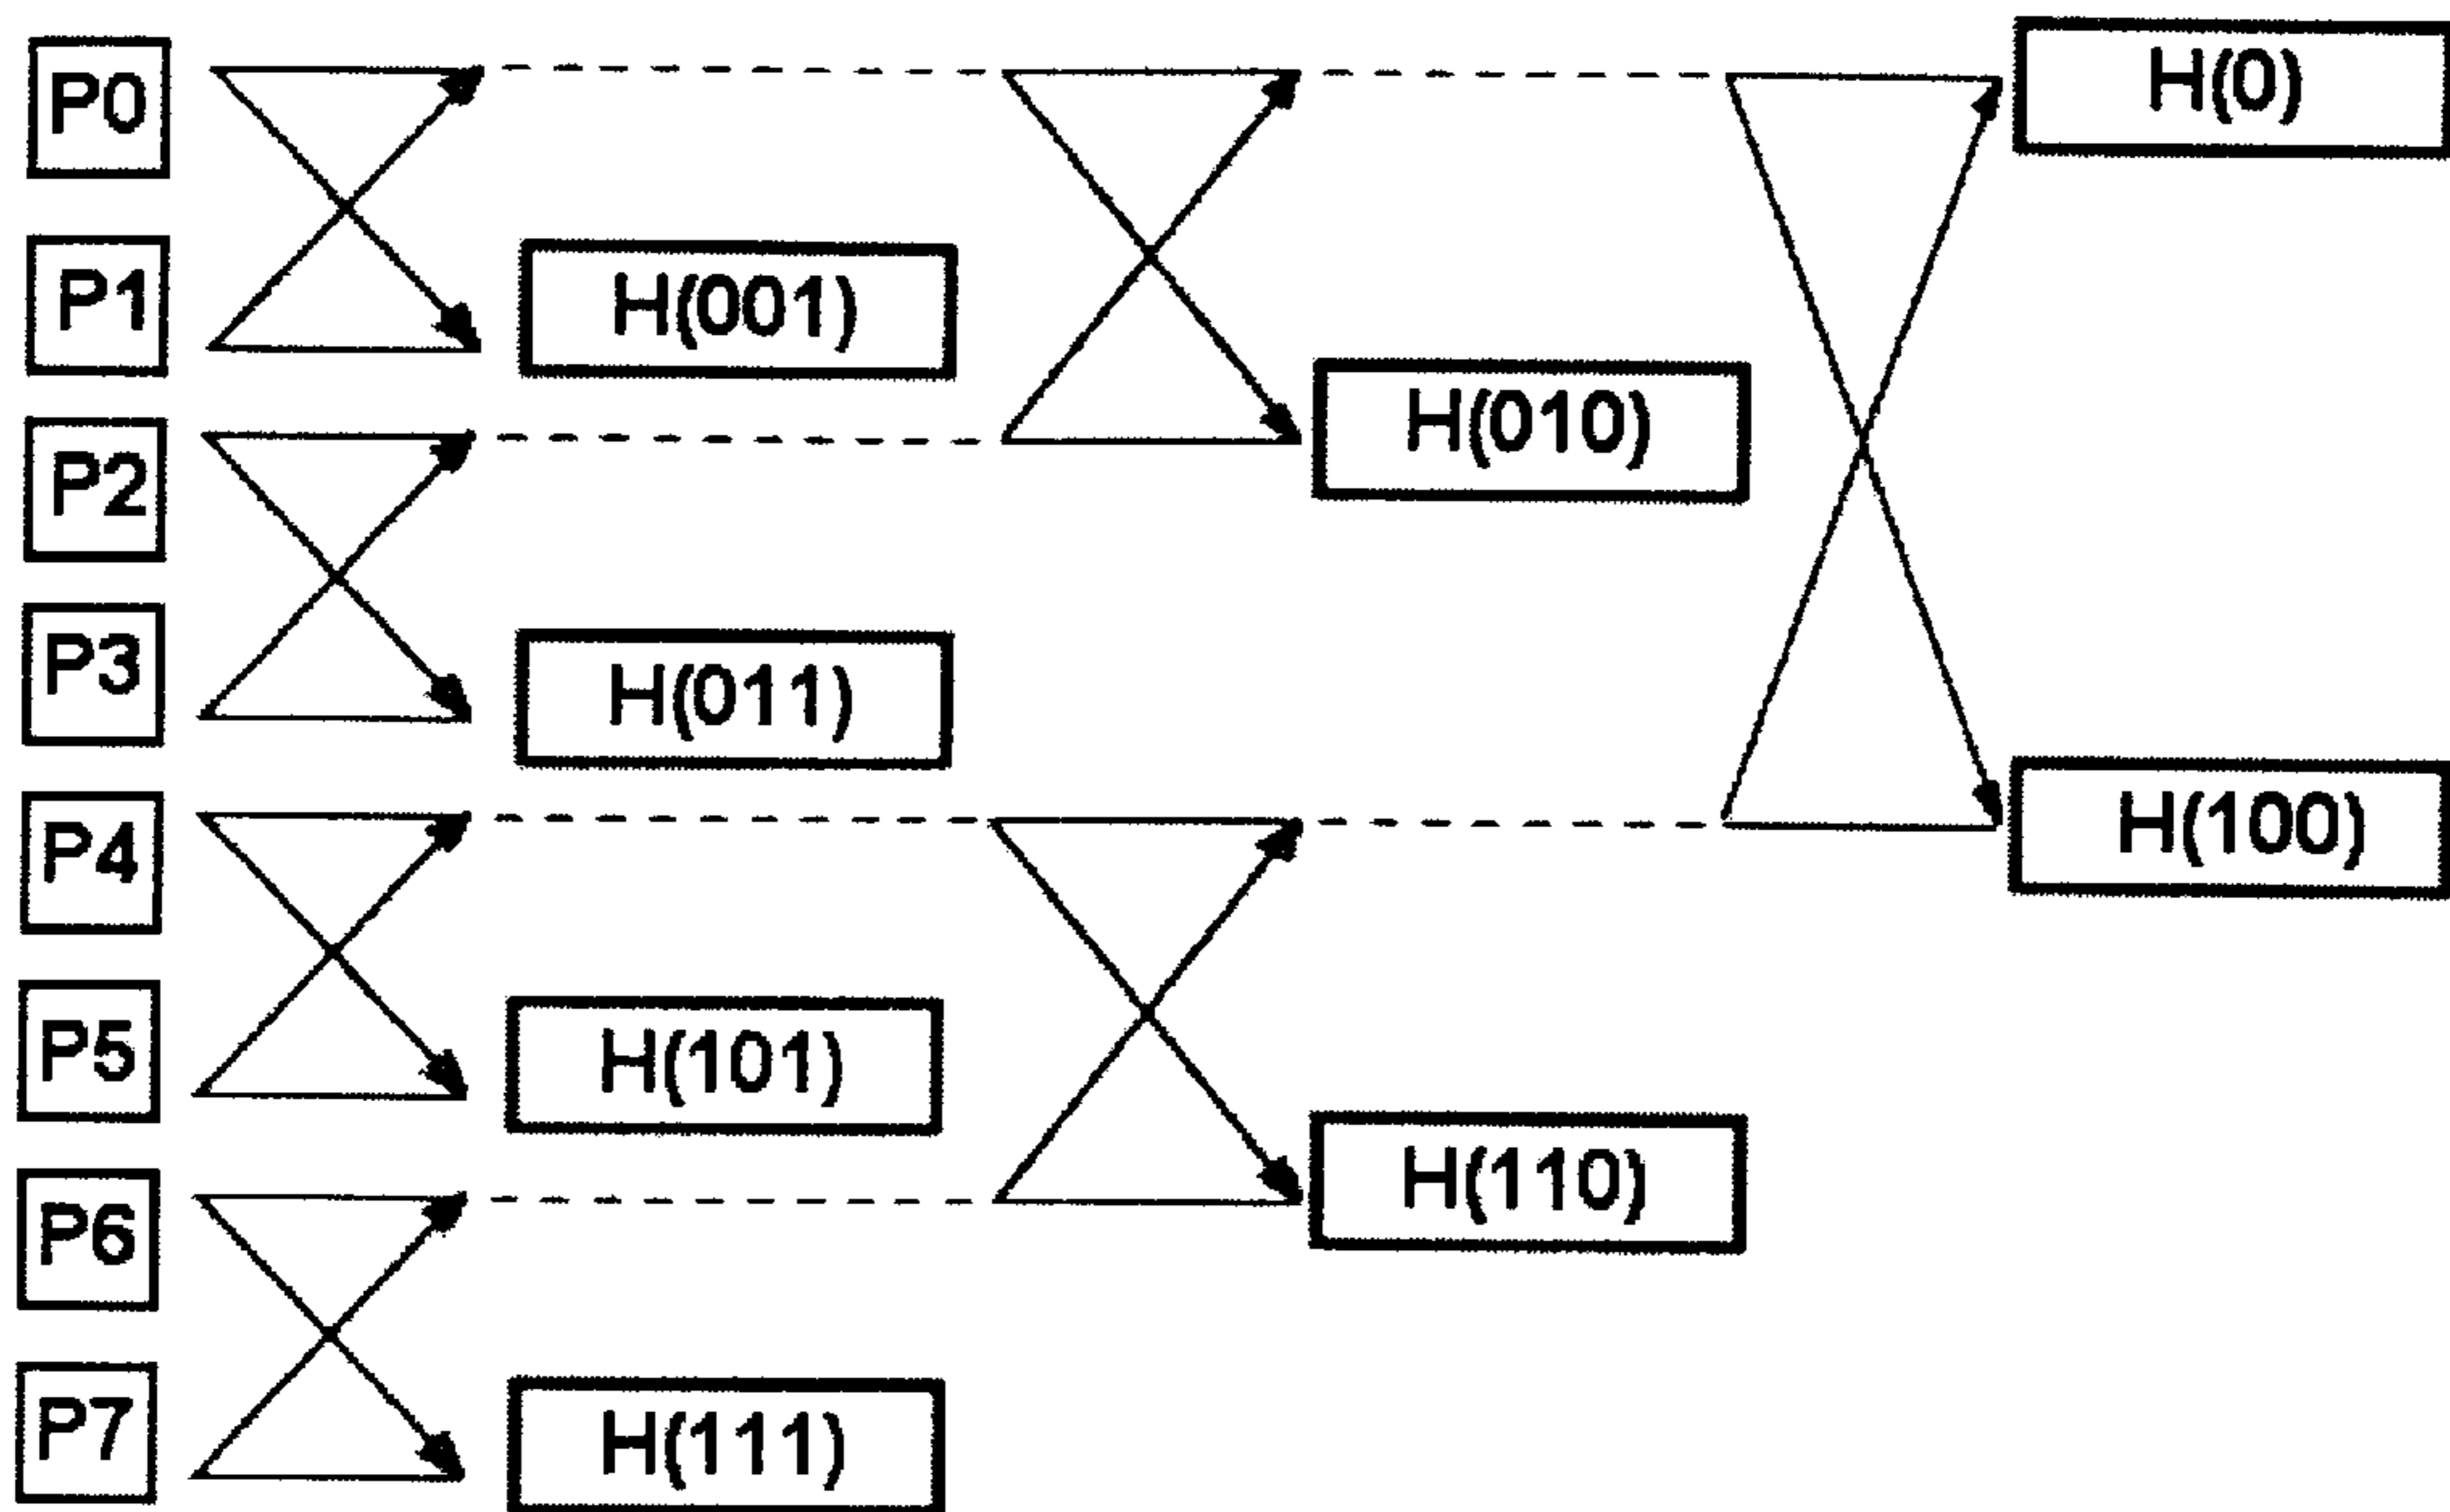 P0
H(0)
P1
H(001)
P2
H(010)
P3
H(011)
P4
H(100)
P5
H(101)
P6
H(110)
P7
H(111)